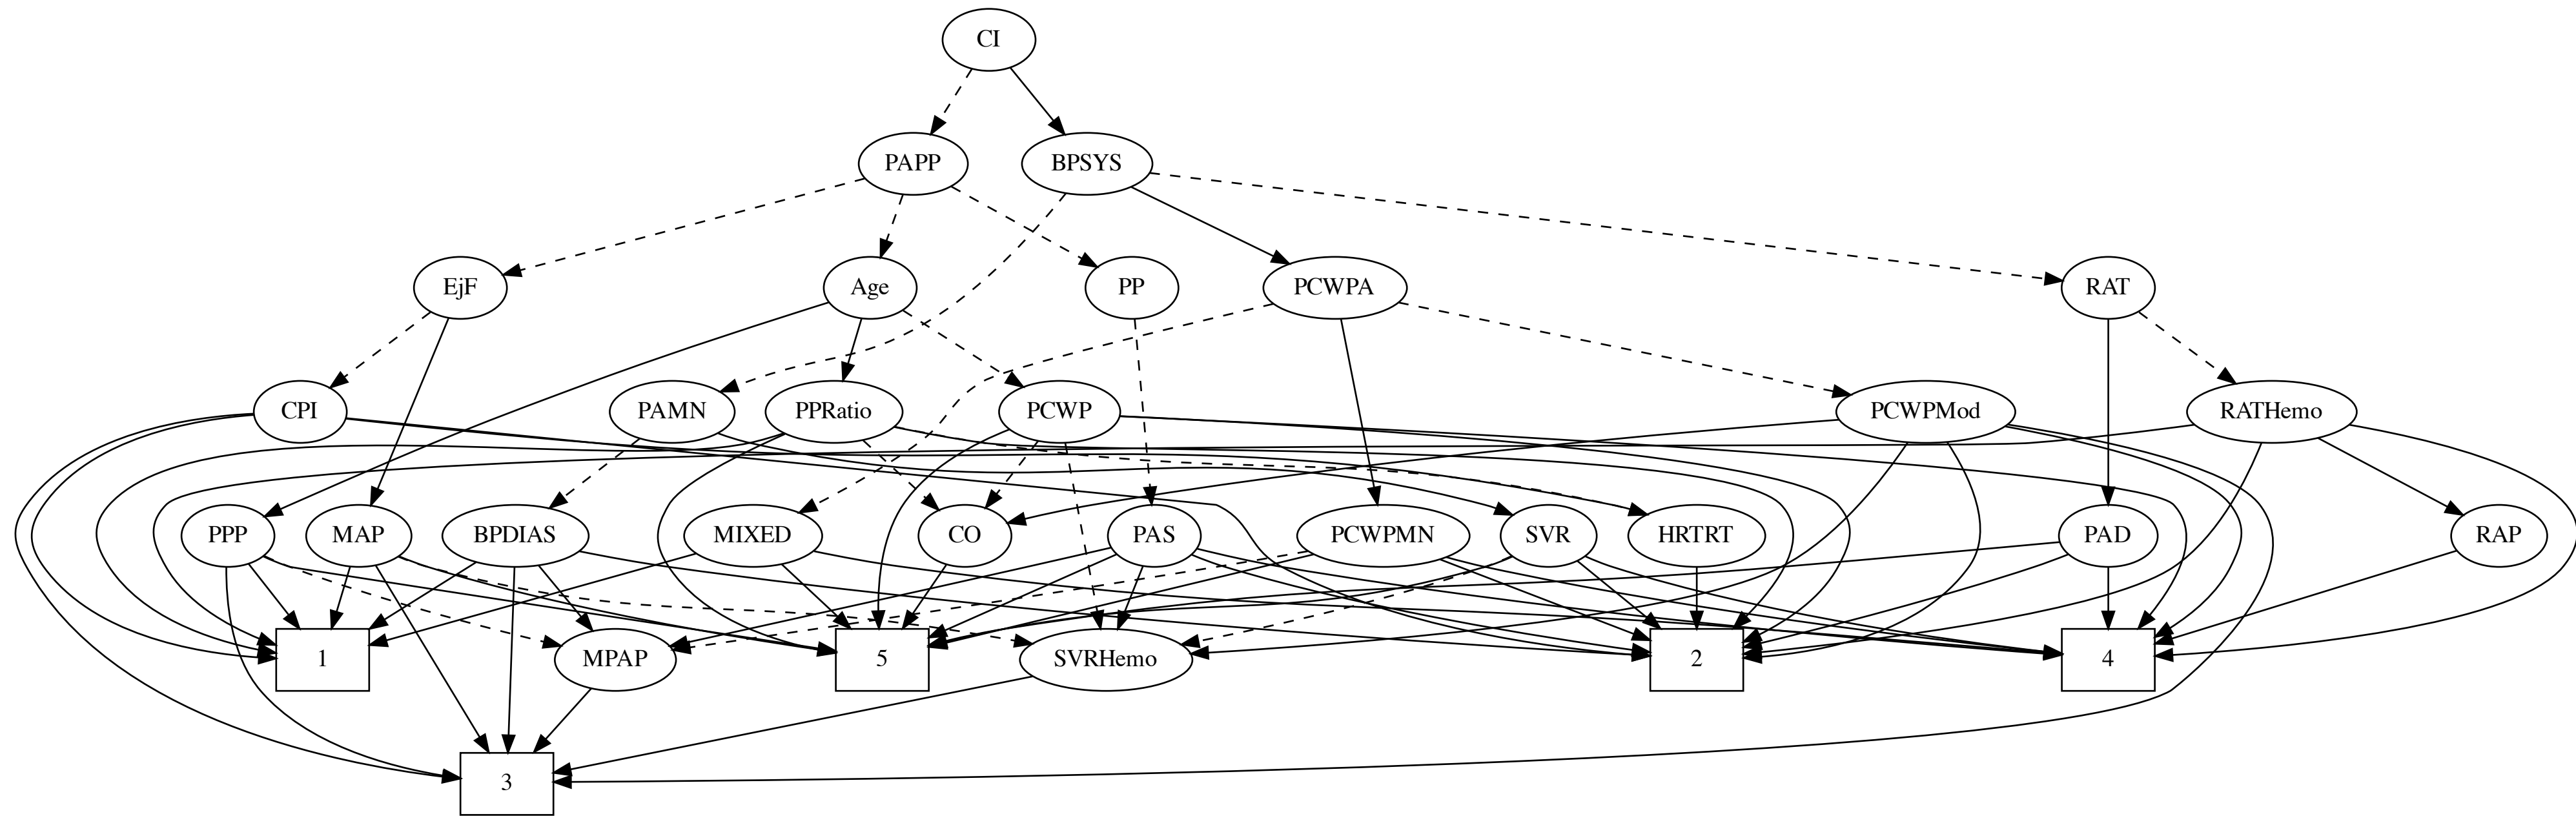 CI
PAPP
BPSYS
EjF
Age
PP
PCWPA
RAT
CPI
PAMN
PPRatio
PCWP
PCWPMod
RATHemo
PPP
MAP
BPDIAS
MIXED
CO
PAS
PCWPMN
SVR
HRTRT
PAD
RAP
1
MPAP
5
SVRHemo
2
4
3